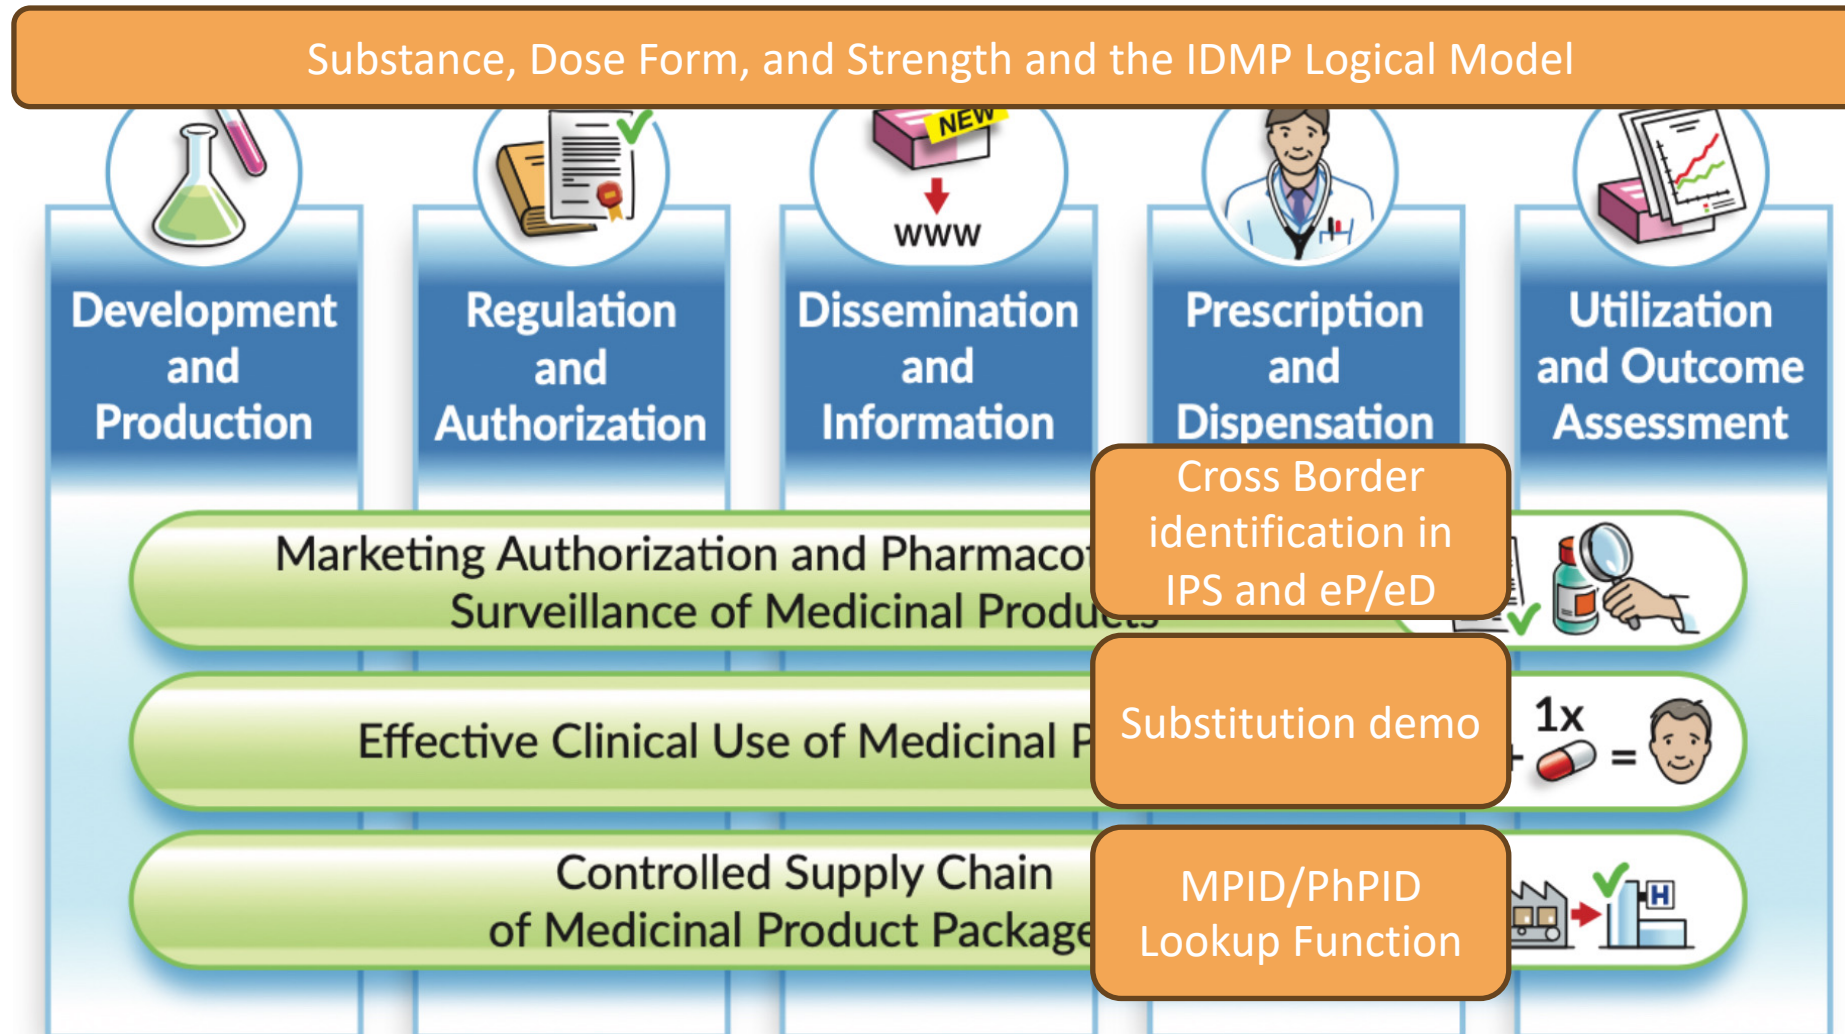 Substance, Dose Form, and Strength and the IDMP Logical Model
NEW
www
Development
and
Production
Regulation
and
Authorization
Dissemination
and
Information
Prescription
and
Dispensation
Utilization
and Outcome
Assessment
Marketing Authorization and
Surveillance of Medicinal
Cross Border
identification in
IPS and eP/eD
Effective Clinical Use of Medicinal
Substitution demo
1x
=
Controlled Supply Chain
of Medicinal Product
MPID/PhPID
Lookup Function
H